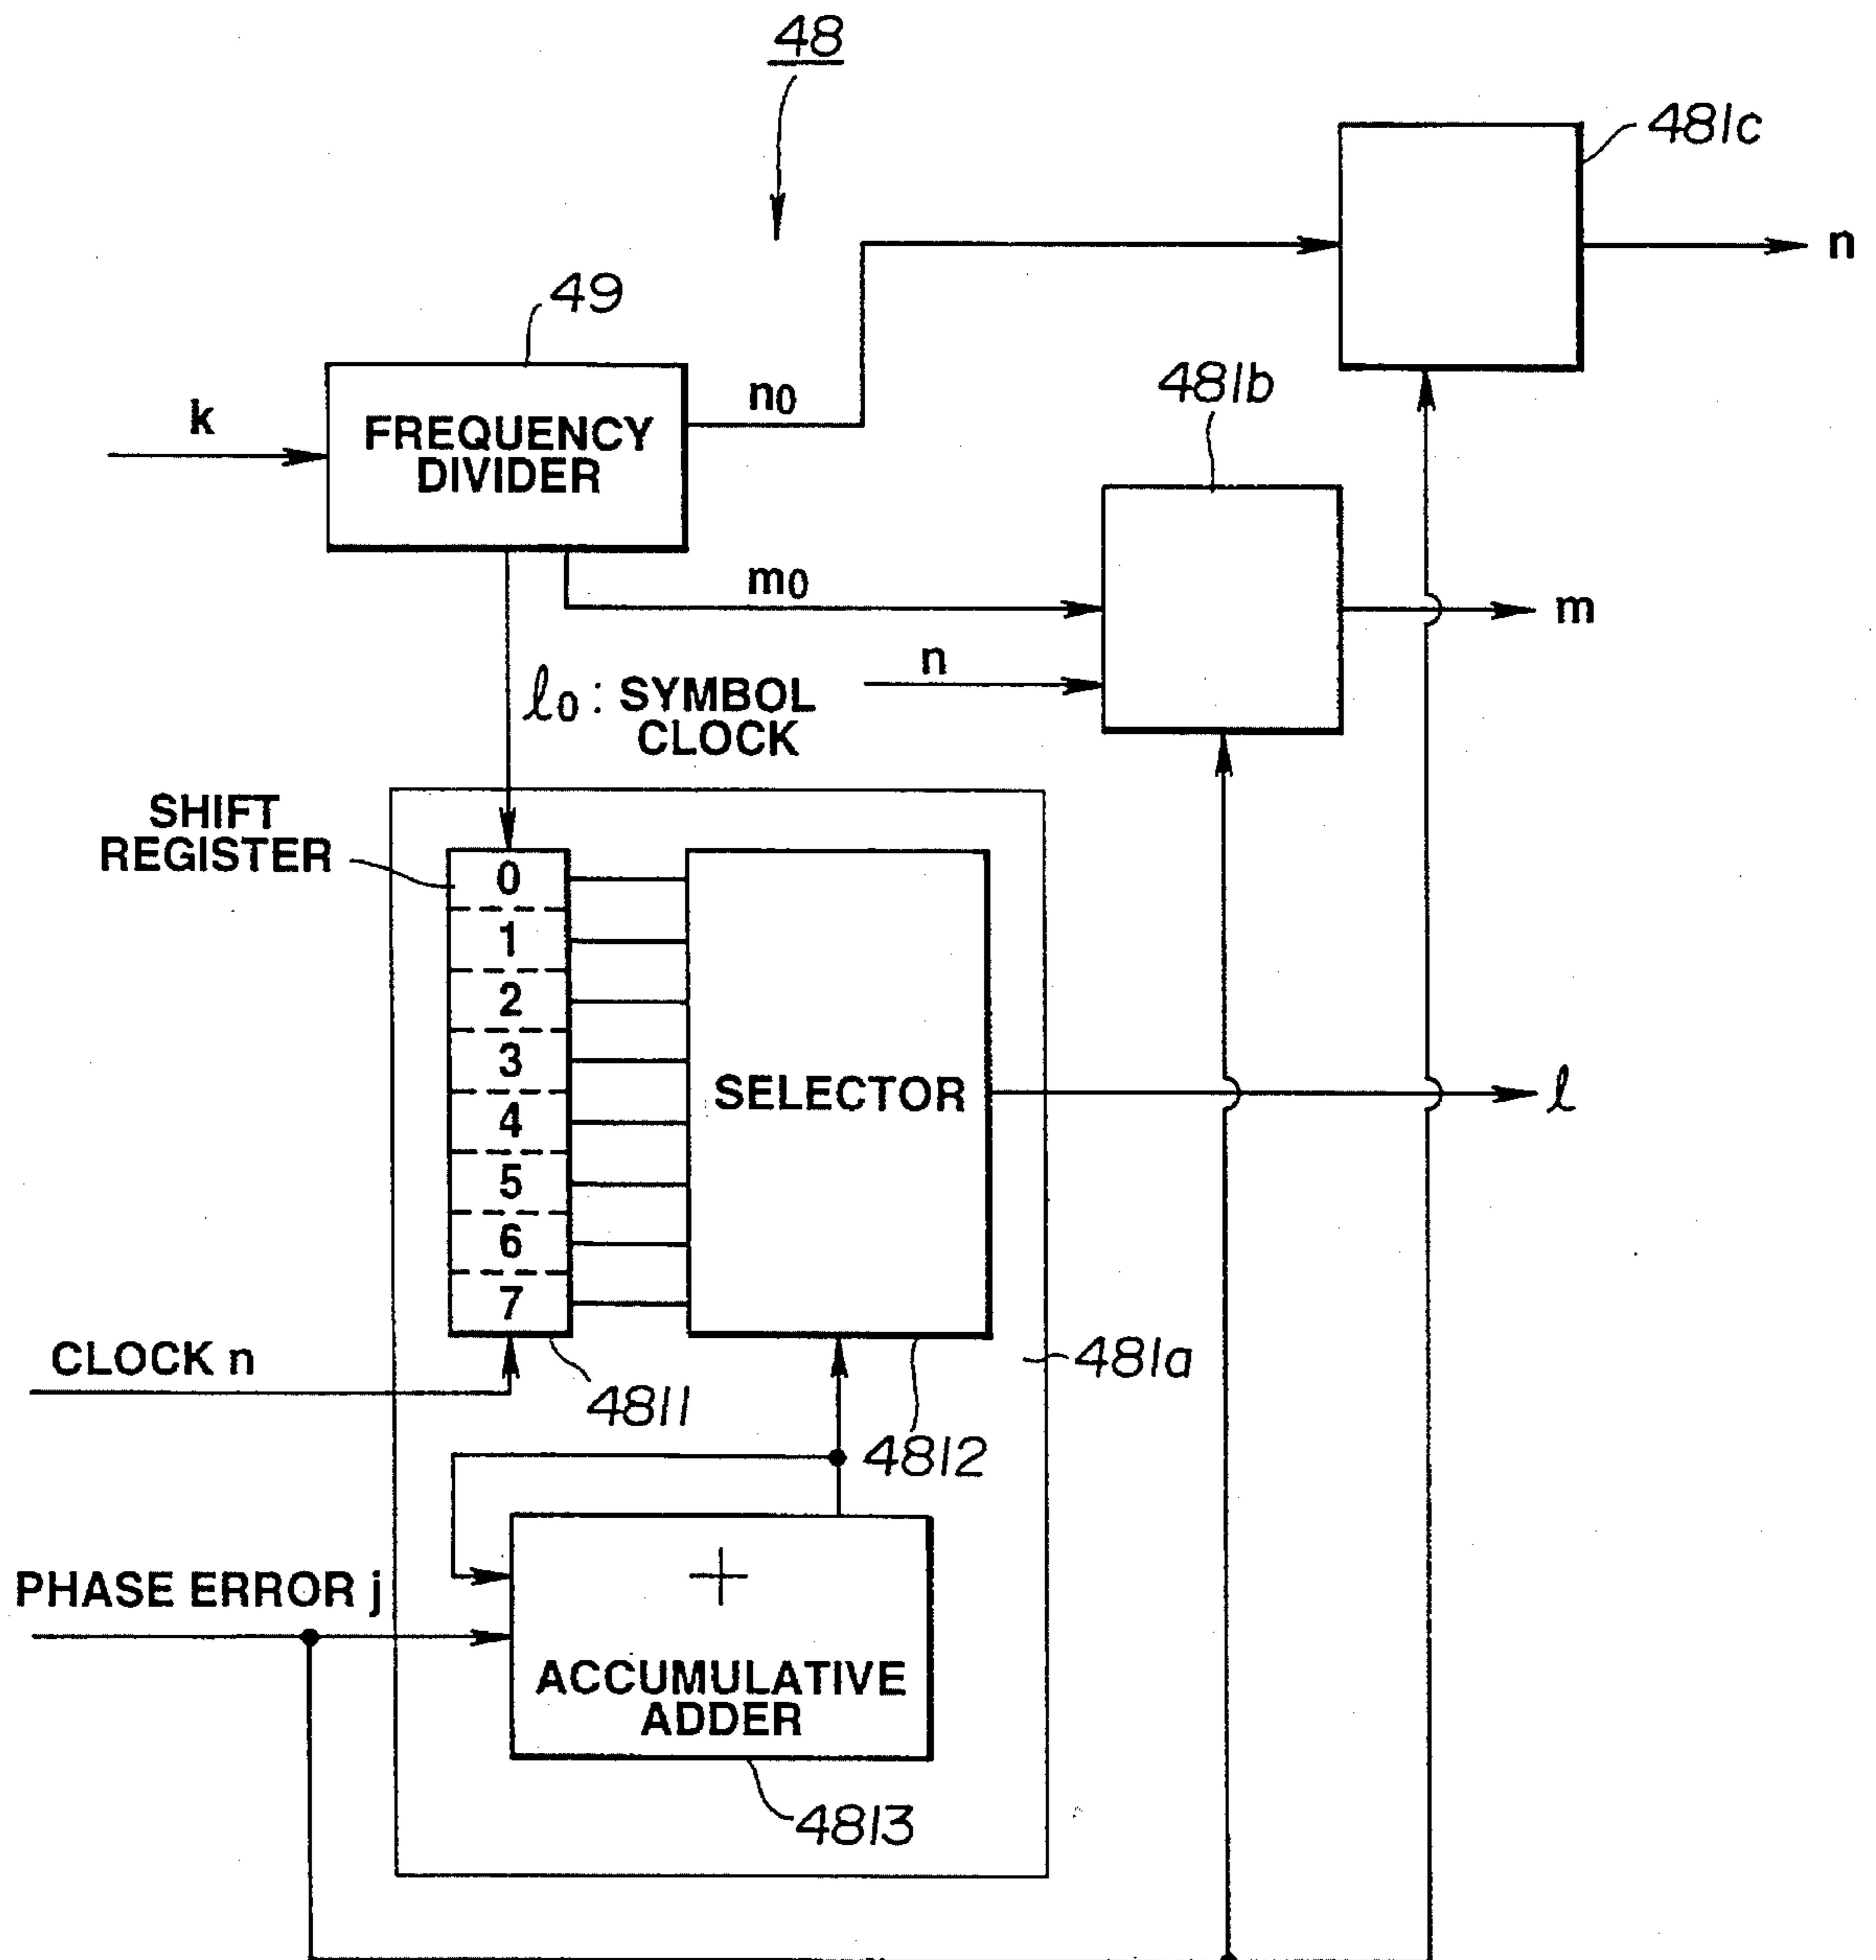 48
481c
n
49
k
FREQUENCY
DIVIDER
n0
481b
m0
m
n
ℓ0 : SYMBOL
CLOCK
SHIFT
REGISTER
0
1
2
3
4
5
6
7
SELECTOR
ℓ
CLOCK n
4811
481a
4812
PHASE ERROR j
+
ACCUMULATIVE
ADDER
4813